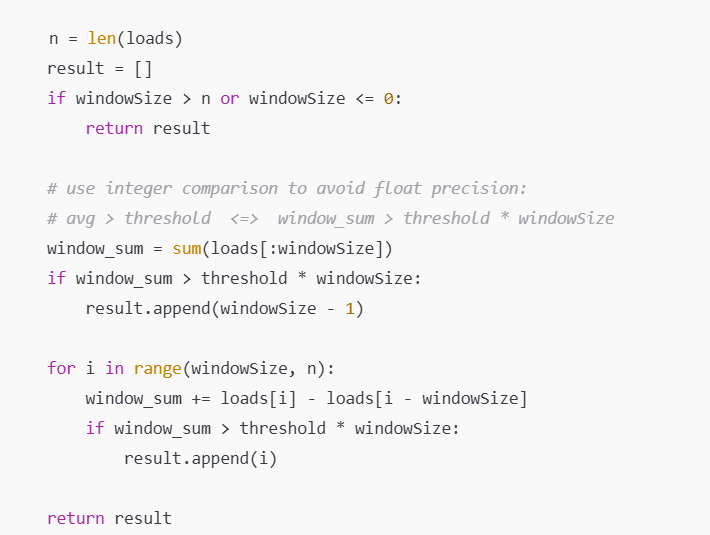 n = len(loads)
result = []
if windowSize > n or windowSize <= 0:
    return result

# use integer comparison to avoid float precision:
# avg > threshold  <=>  window_sum > threshold * windowSize
window_sum = sum(loads[:windowSize])
if window_sum > threshold * windowSize:
    result.append(windowSize - 1)

for i in range(windowSize, n):
    window_sum += loads[i] - loads[i - windowSize]
    if window_sum > threshold * windowSize:
        result.append(i)

return result